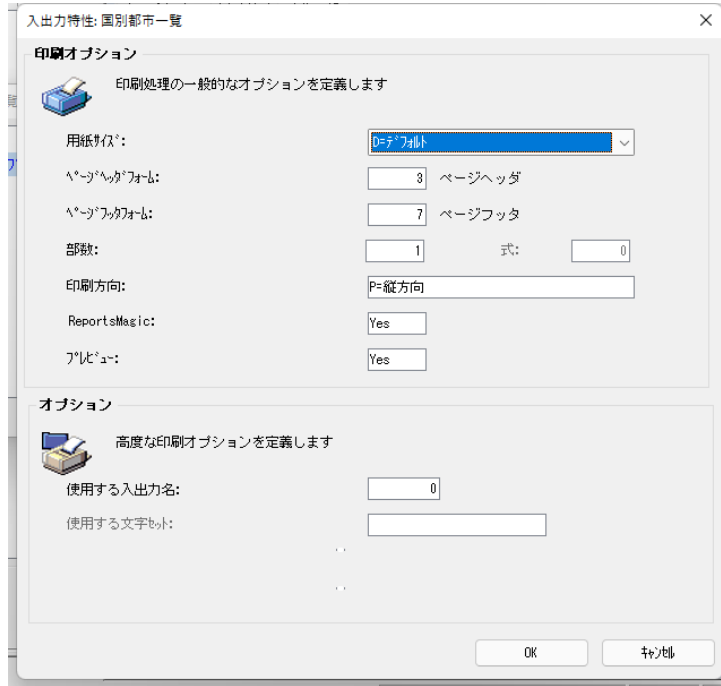 入出力特性: 国別都市一覧
印刷オプション
印刷処理の一般的なオプションを定義します
用紙ｻｲｽﾞ: D=ﾃﾞﾌｫﾙﾄ
ﾍﾟｰｼﾞﾍｯﾀﾞﾌｫｰﾑ: 3 ページヘッダ
ﾍﾟｰｼﾞﾌｯﾀﾌｫｰﾑ: 7 ページフッタ
部数: 1 式: 0
印刷方向: P=縦方向
ReportsMagic: Yes
ﾌﾟﾚﾋﾞｭｰ: Yes
オプション
高度な印刷オプションを定義します
使用する入出力名: 0
使用する文字ｾｯﾄ:
OK ｷｬﾝｾﾙ